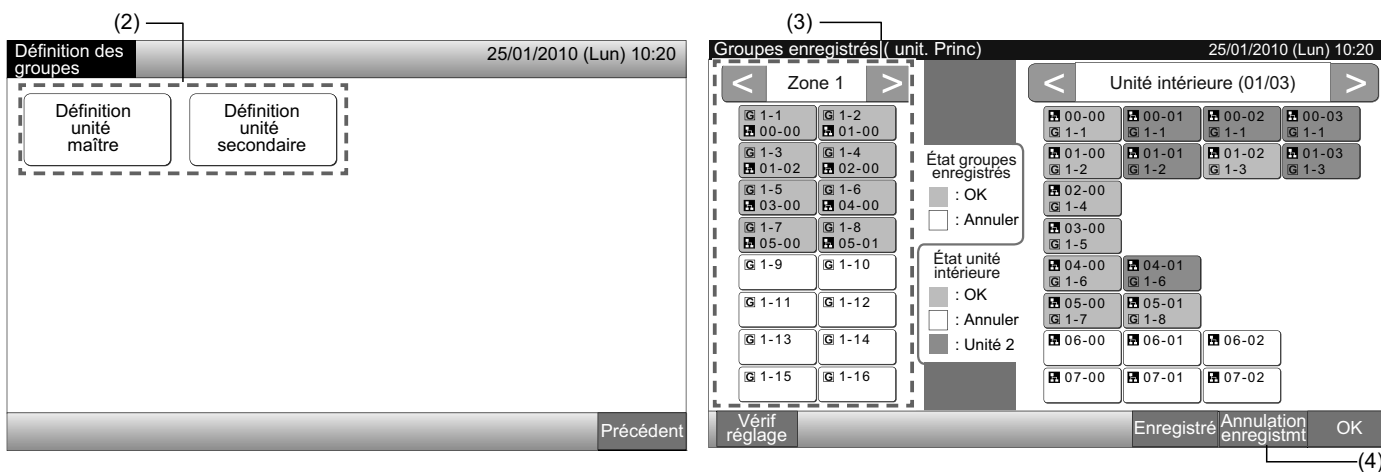 (2)
Définition des
groupes
25/01/2010 (Lun) 10:20
Définition
unité
maître
Définition
unité
secondaire
Précédent
(3)
Groupes enregistrés ( unit. Princ)
25/01/2010 (Lun) 10:20
< Zone 1 >
G 1-1 G 1-2
00-00 01-00
G 1-3 G 1-4
01-02 02-00
G 1-5 G 1-6
03-00 04-00
G 1-7 G 1-8
05-00 05-01
G 1-9 G 1-10
G 1-11 G 1-12
G 1-13 G 1-14
G 1-15 G 1-16
État groupes
enregistrés
: OK
: Annuler
État unité
intérieure
: OK
: Annuler
: Unité 2
< Unité intérieure (01/03) >
00-00 00-01 00-02 00-03
G 1-1 G 1-1 G 1-1 G 1-1
01-00 01-01 01-02 01-03
G 1-2 G 1-2 G 1-3 G 1-3
02-00
G 1-4
03-00
G 1-5
04-00 04-01
G 1-6 G 1-6
05-00 05-01
G 1-7 G 1-8
06-00 06-01 06-02
07-00 07-01 07-02
Vérif
réglage
Enregistré
Annulation
enregistmt
OK
(4)